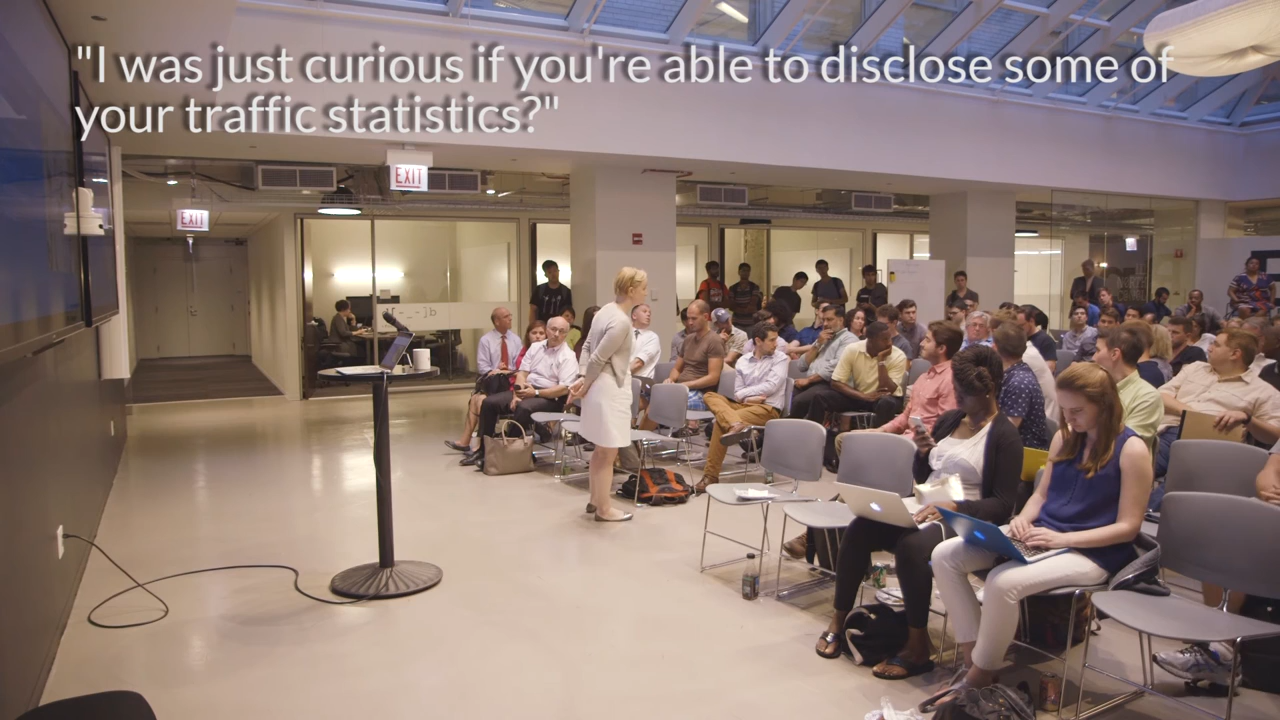 "I was just curious if you're able to disclose some of
your traffic statistics?"
EXIT
EXIT